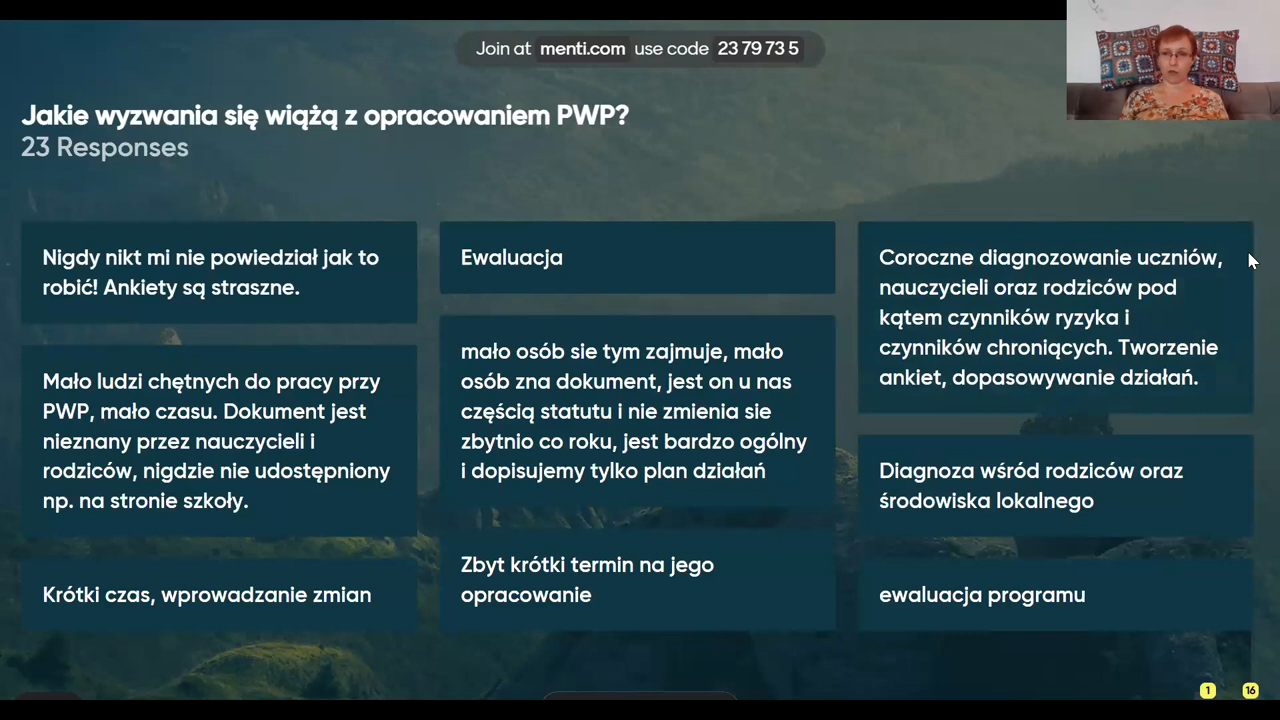 Join at menti.com use code 23 79 73 5
Jakie wyzwania się wiążą z opracowaniem PWP?
23 Responses
Nigdy nikt mi nie powiedział jak to
robić! Ankiety są straszne.
Mało ludzi chętnych do pracy przy
PWP, mało czasu. Dokument jest
nieznany przez nauczycieli i
rodziców, nigdzie nie udostępniony
np. na stronie szkoły.
Krótki czas, wprowadzanie zmian
Ewaluacja
mało osób sie tym zajmuje, mało
osób zna dokument, jest on u nas
częścią statutu i nie zmienia sie
zbytnio co roku, jest bardzo ogólny
i dopisujemy tylko plan działań
Zbyt krótki termin na jego
opracowanie
Coroczne diagnozowanie uczniów,
nauczycieli oraz rodziców pod
kątem czynników ryzyka i
czynników chroniących. Tworzenie
ankiet, dopasowywanie działań.
Diagnoza wśród rodziców oraz
środowiska lokalnego
ewaluacja programu
1
16